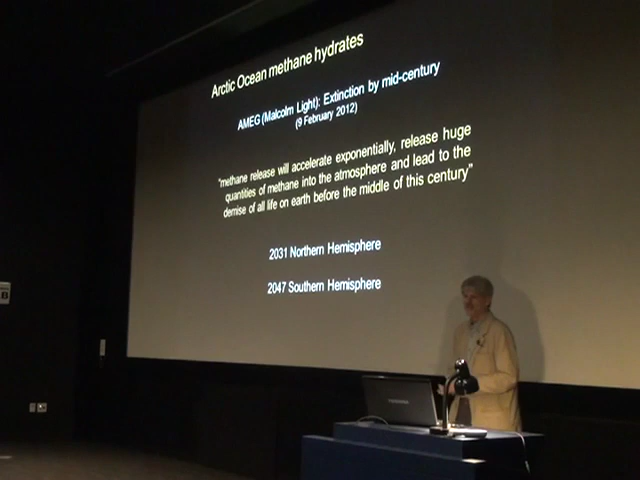 Arctic Ocean methane hydrates
AMEG (Malcolm Light): Extinction by mid-century
(9 February 2012)
"methane release will accelerate exponentially, release huge
quantities of methane into the atmosphere and lead to the
demise of all life on earth before the middle of this century"
2031 Northern Hemisphere
2047 Southern Hemisphere